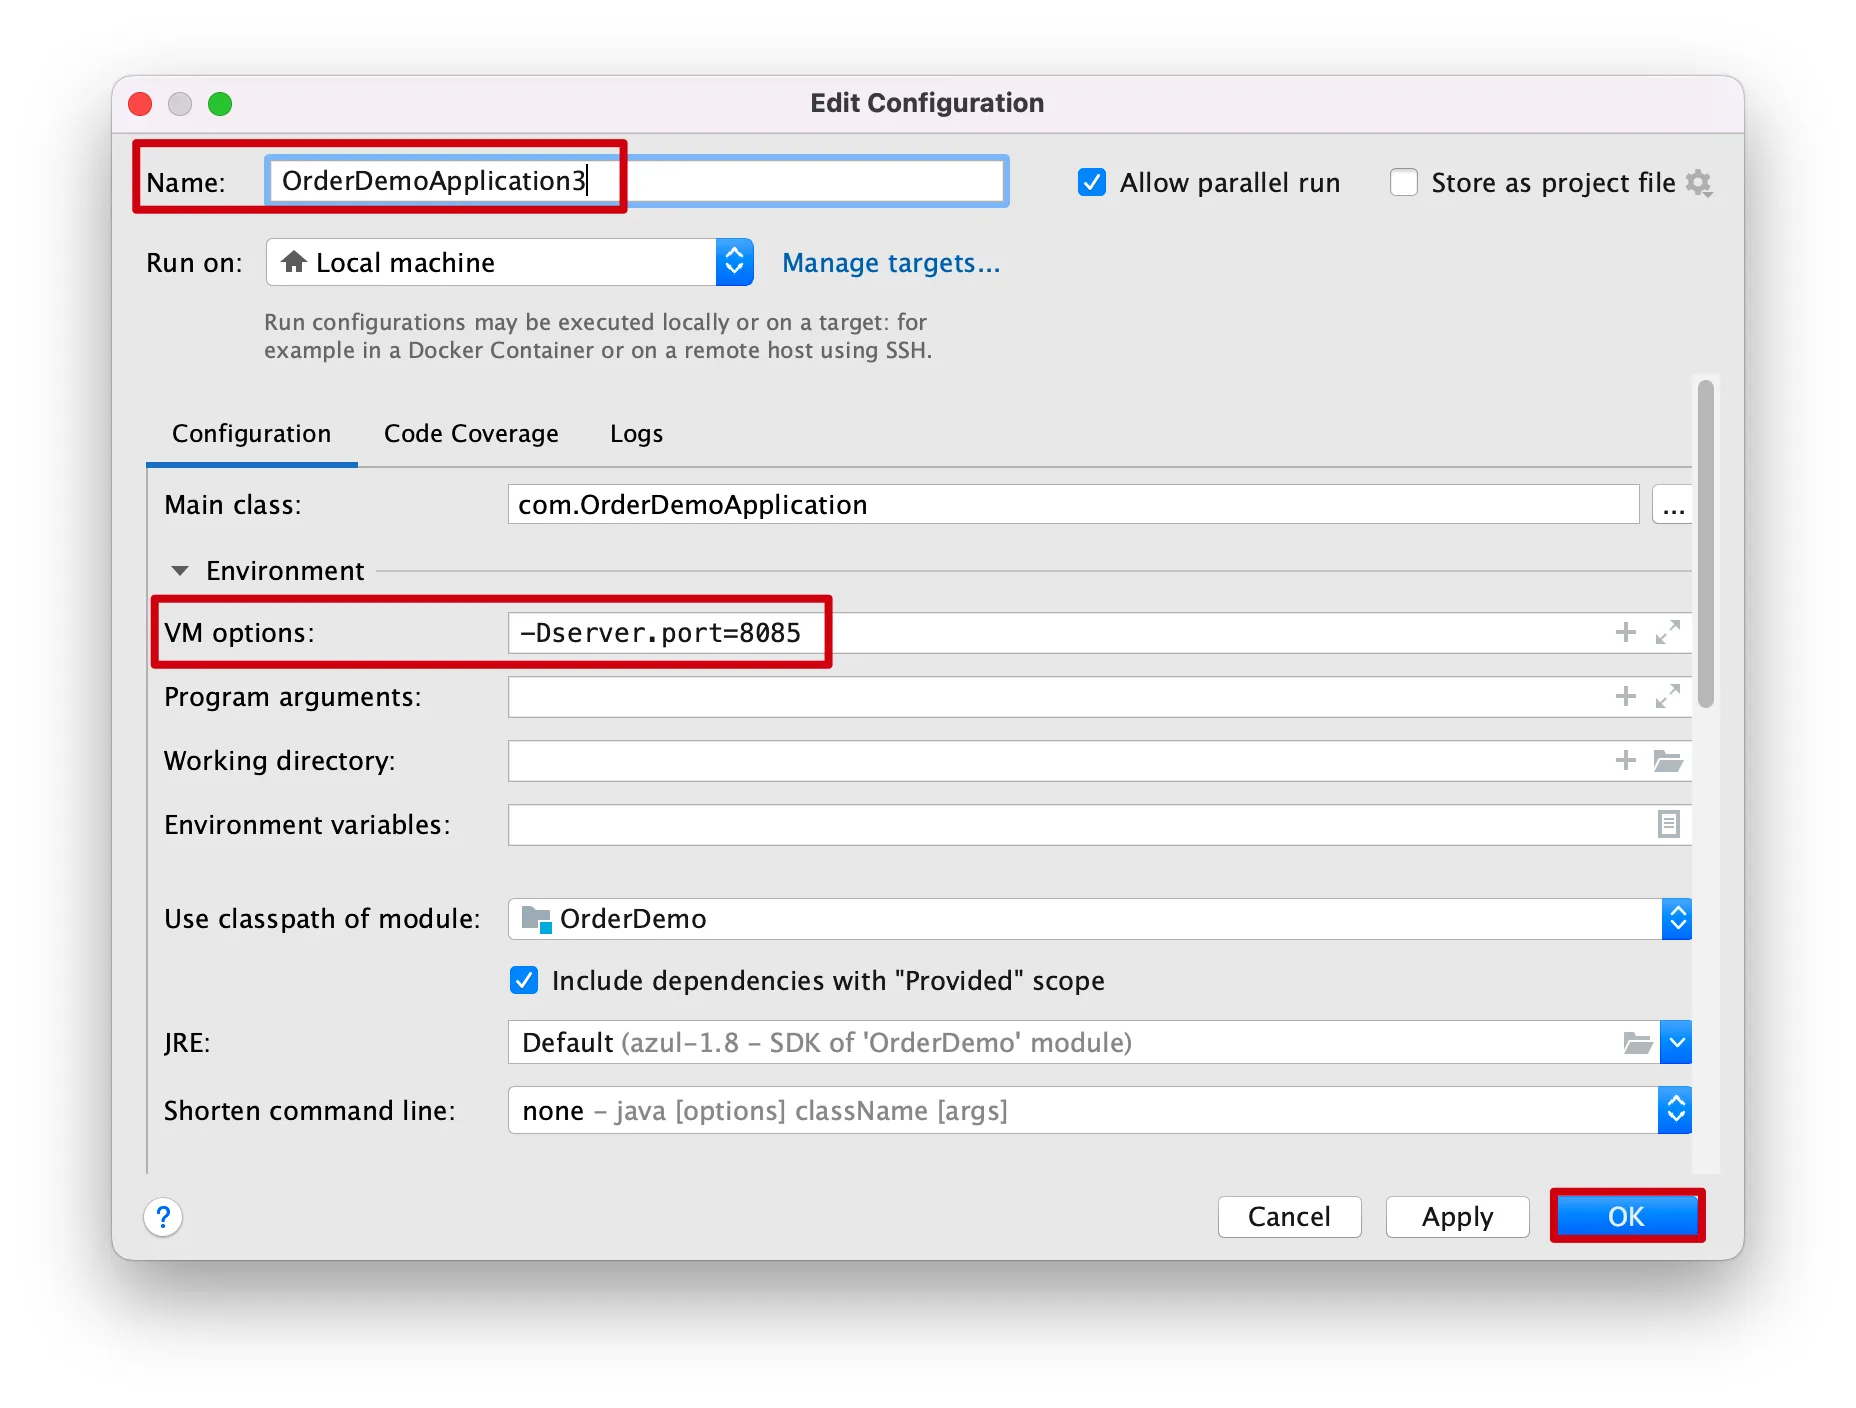 Edit Configuration
Name: OrderDemoApplication3 Allow parallel run Store as project file
Run on: Local machine Manage targets...
Run configurations may be executed locally or on a target: for
example in a Docker Container or on a remote host using SSH.
Configuration Code Coverage Logs
Main class: com.OrderDemoApplication ...
Environment
VM options: -Dserver.port=8085
Program arguments:
Working directory:
Environment variables:
Use classpath of module: OrderDemo
Include dependencies with "Provided" scope
JRE: Default (azul-1.8 – SDK of 'OrderDemo' module)
Shorten command line: none – java [options] className [args]
? Cancel Apply OK